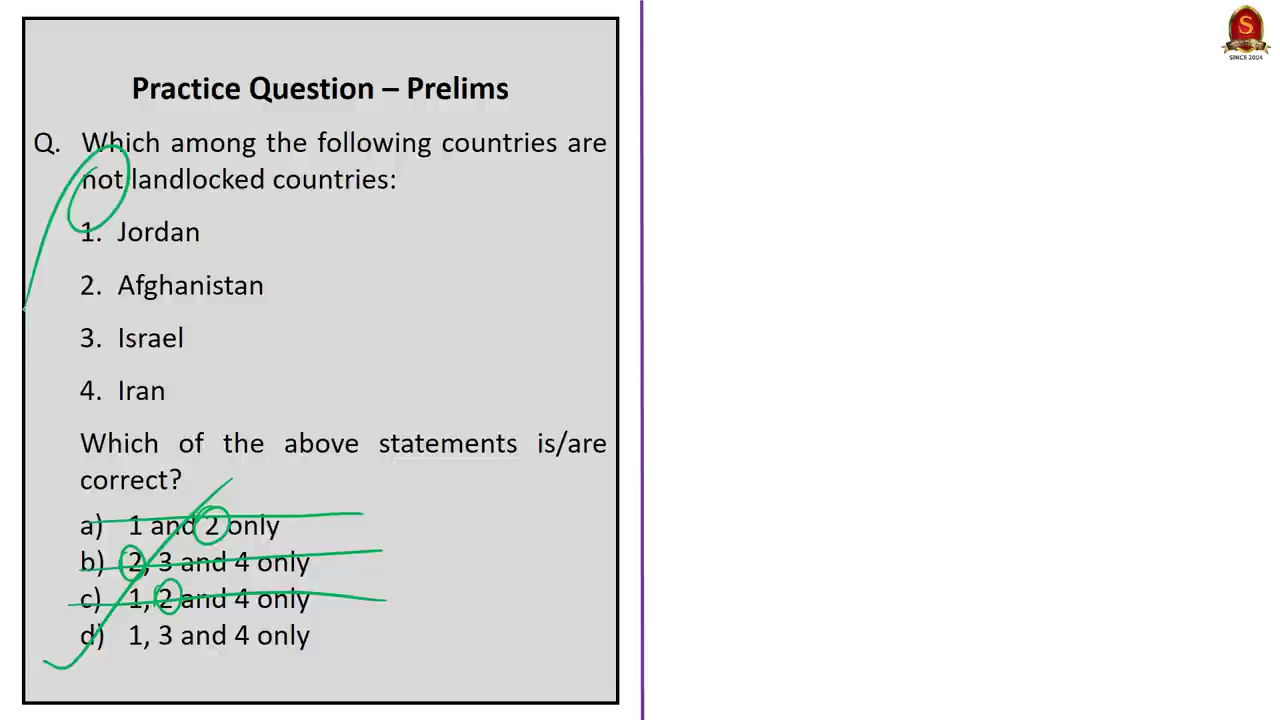 Practice Question – Prelims
Q. Which among the following countries are
not landlocked countries:
1. Jordan
2. Afghanistan
3. Israel
4. Iran
Which of the above statements is/are
correct?
a) 1 and 2 only
b) 2, 3 and 4 only
c) 1, 2 and 4 only
d) 1, 3 and 4 only
S
SINCE 2004